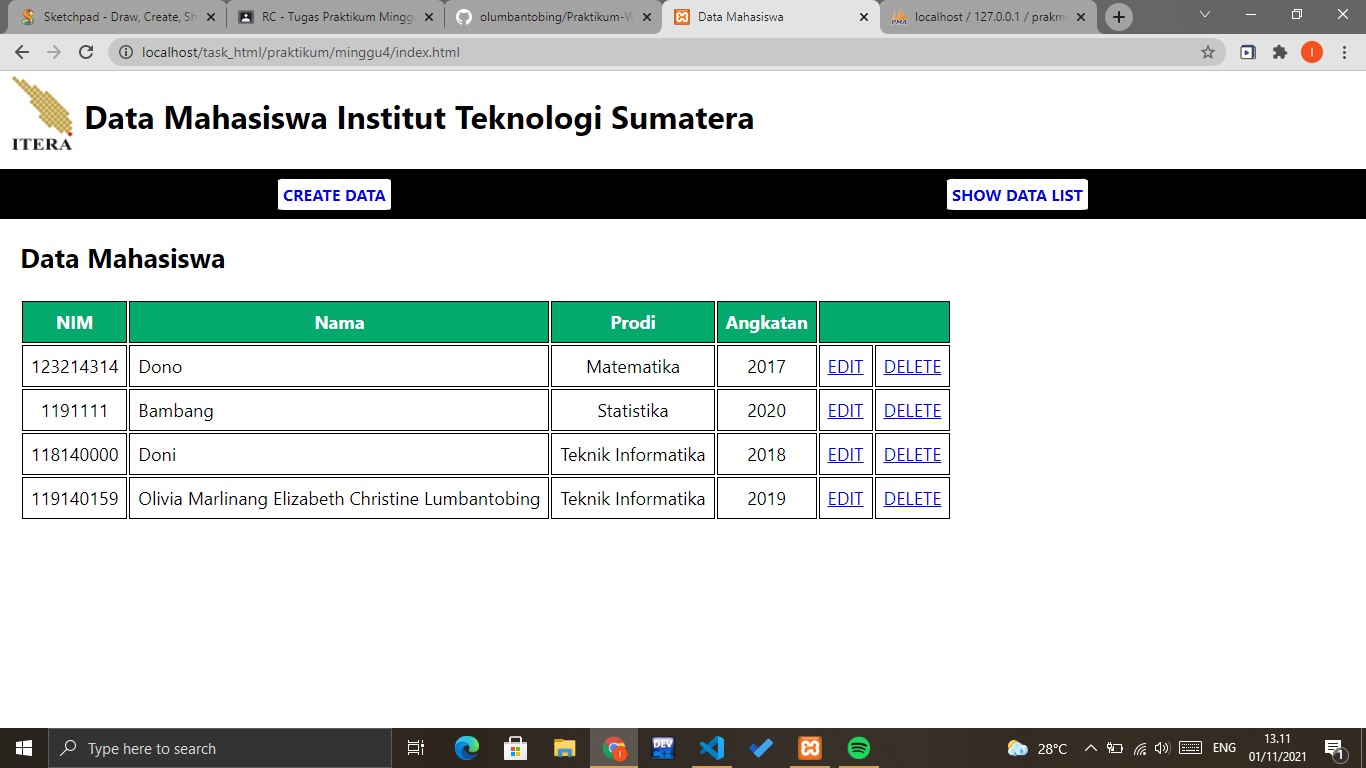 Sketchpad - Draw, Create, Sh
RC - Tugas Praktikum Mingg
olumbantobing/Praktikum-W
Data Mahasiswa
localhost / 127.0.0.1 / prakm
localhost/task_html/praktikum/minggu4/index.html
I
ITERA
Data Mahasiswa Institut Teknologi Sumatera
CREATE DATA
SHOW DATA LIST
Data Mahasiswa
NIM Nama Prodi Angkatan
123214314 Dono Matematika 2017 EDIT DELETE
1191111 Bambang Statistika 2020 EDIT DELETE
118140000 Doni Teknik Informatika 2018 EDIT DELETE
119140159 Olivia Marlinang Elizabeth Christine Lumbantobing Teknik Informatika 2019 EDIT DELETE
Type here to search
DEV
28°C
ENG
13.11
01/11/2021
1